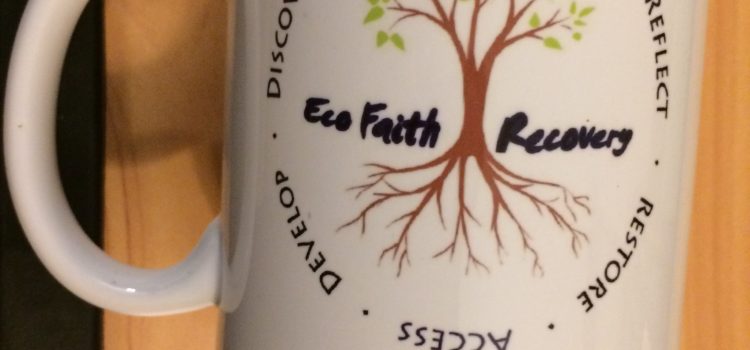 REFLECT
RESTORE
ACCESS
DEVELOP
Eco Faith Recovery